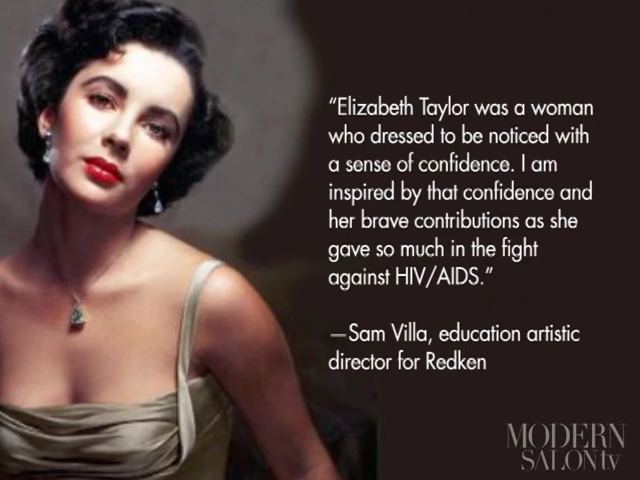 “Elizabeth Taylor was a woman
who dressed to be noticed with
a sense of confidence. I am
inspired by that confidence and
her brave contributions as she
gave so much in the fight
against HIV/AIDS.”
—Sam Villa, education artistic
director for Redken
MODERN
SALONtv